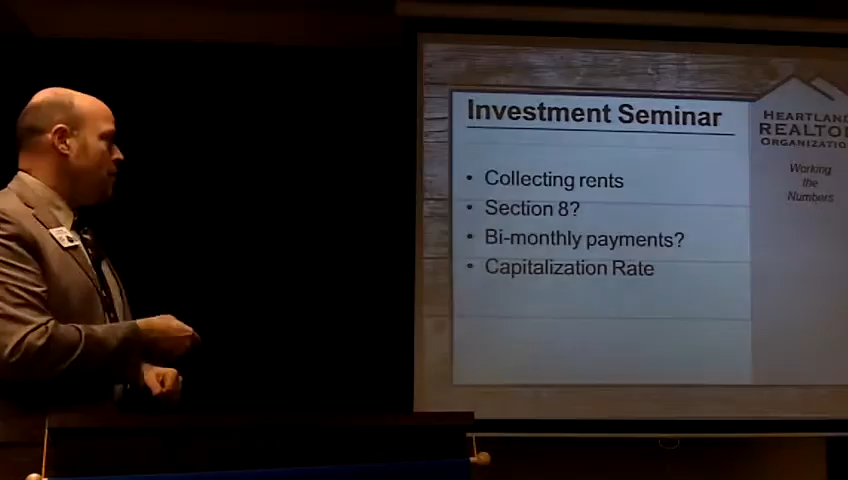 Investment Seminar
• Collecting rents
• Section 8?
• Bi-monthly payments?
• Capitalization Rate
HEARTLAND
REALTOR
ORGANIZATION
Working
the
Numbers